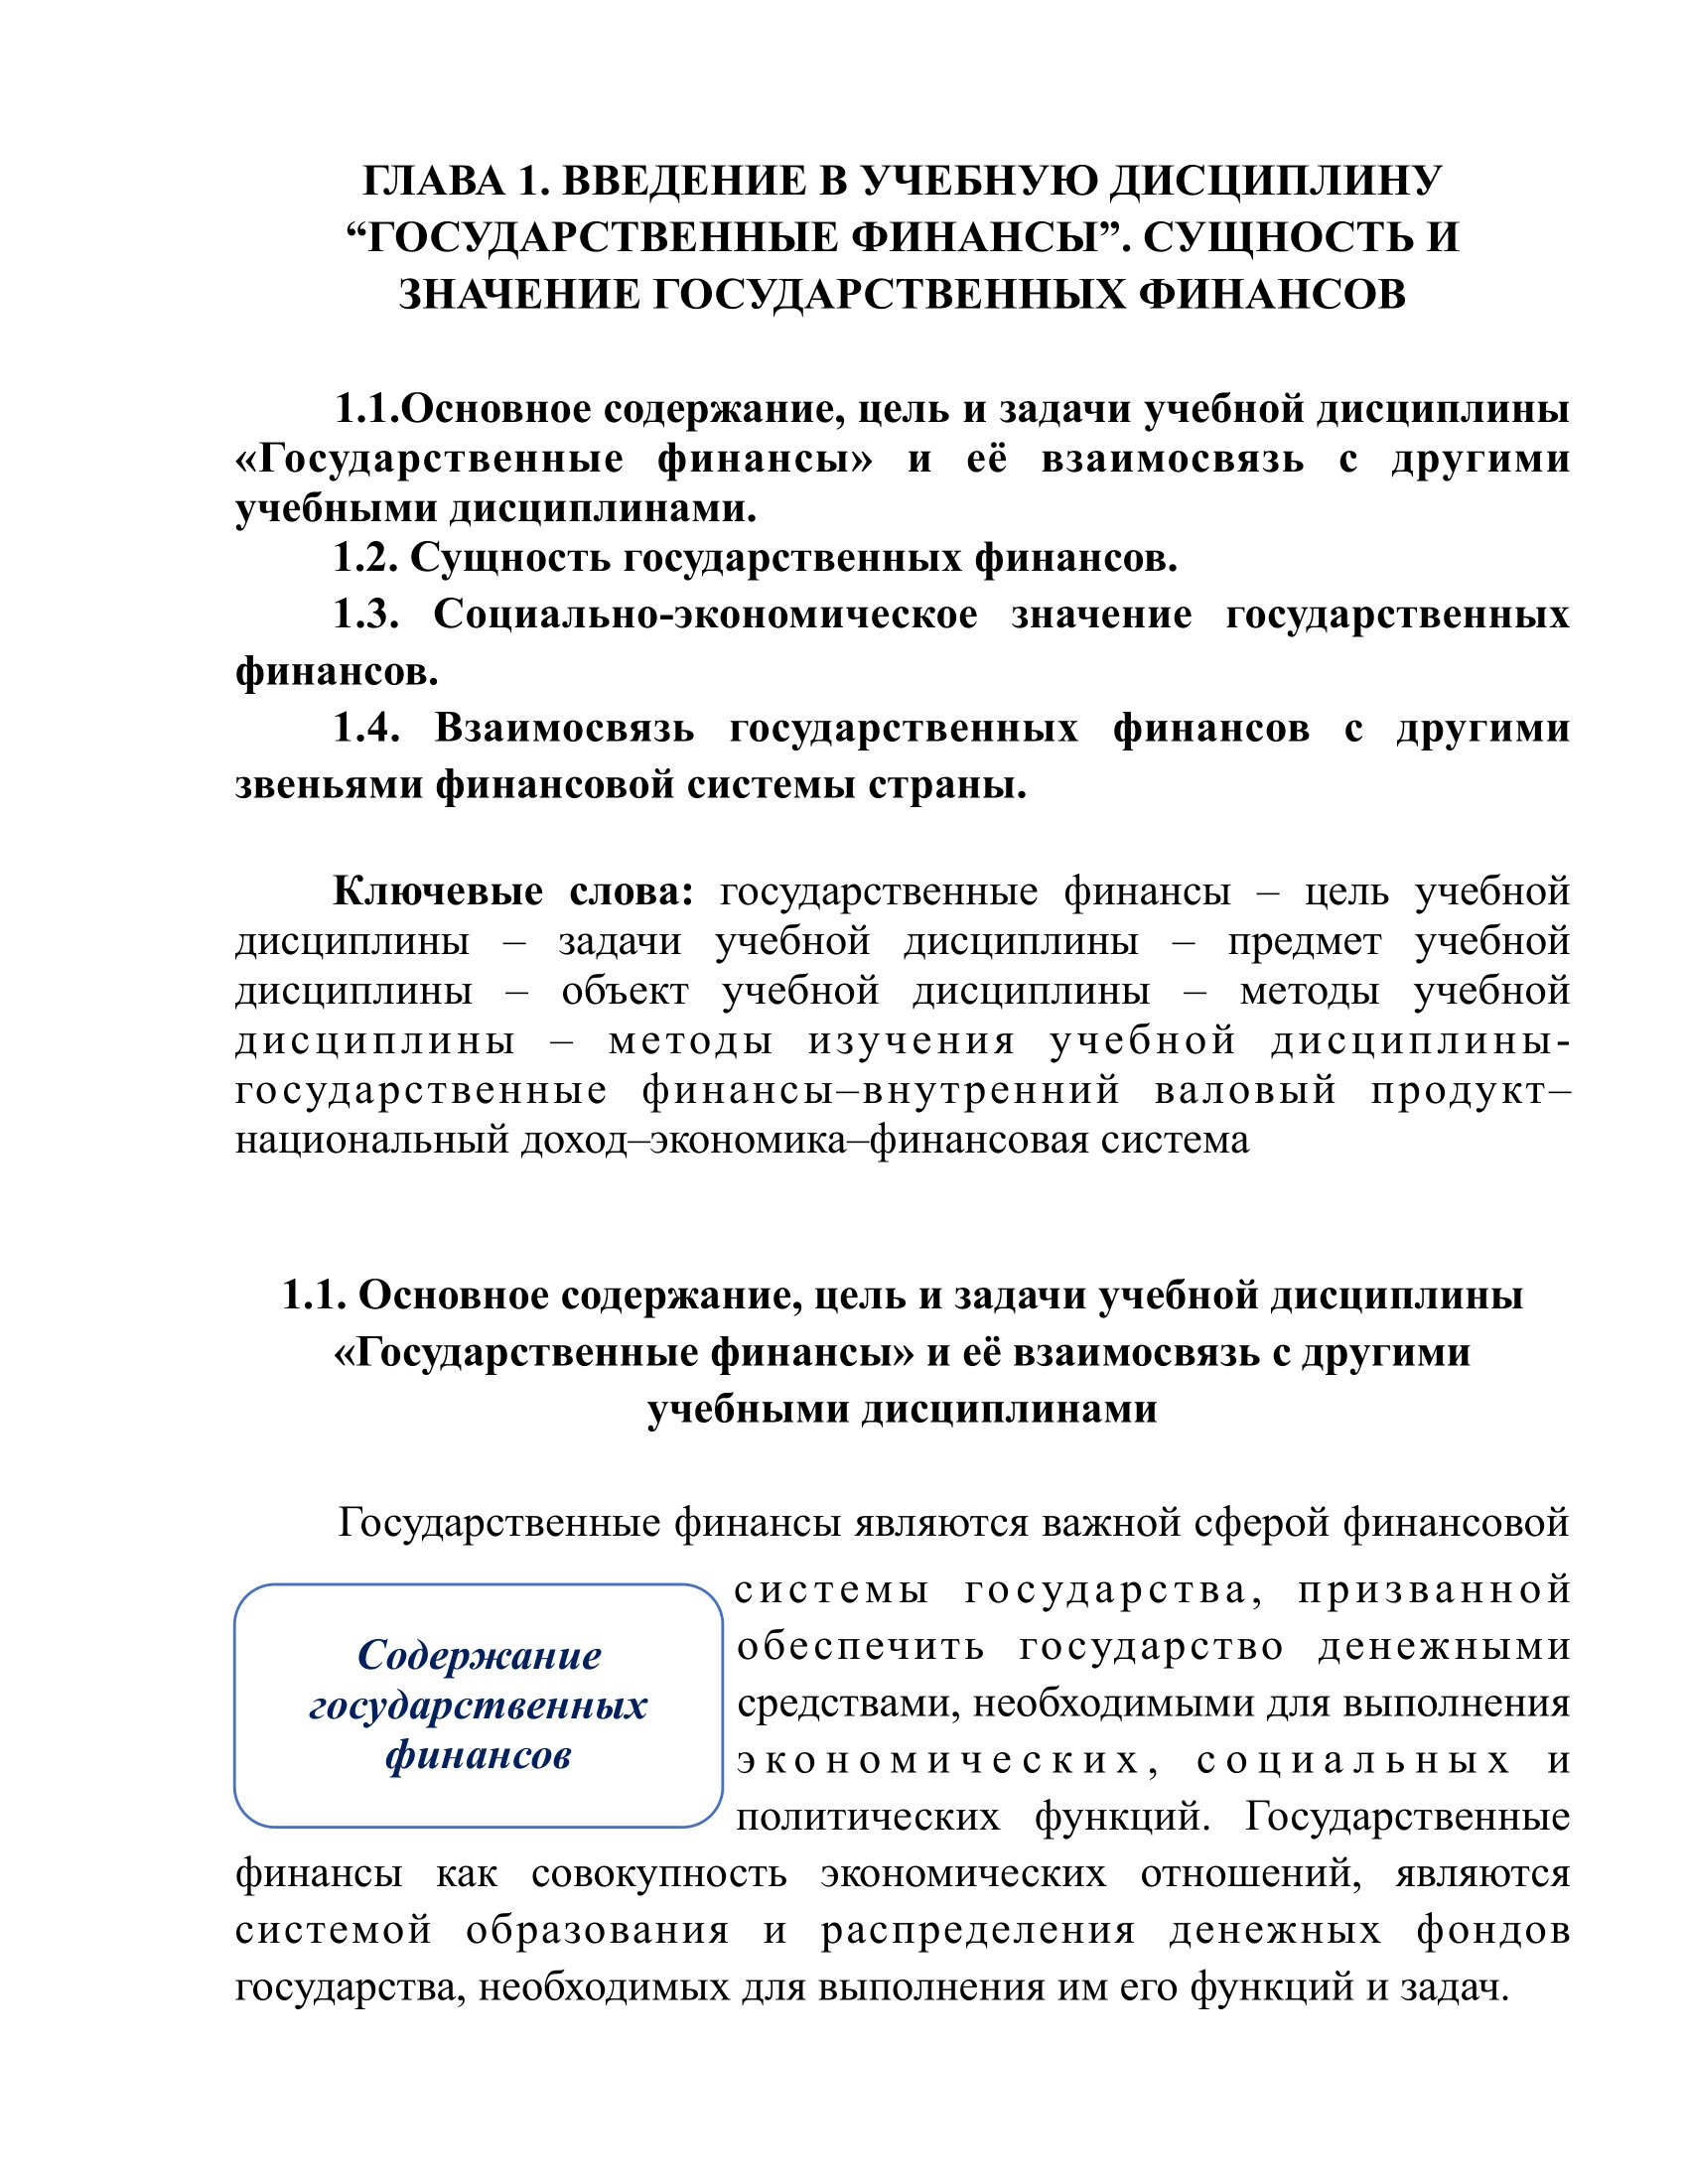 ГЛАВА 1. ВВЕДЕНИЕ В УЧЕБНУЮ ДИСЦИПЛИНУ
“ГОСУДАРСТВЕННЫЕ ФИНАНСЫ”. СУЩНОСТЬ И
ЗНАЧЕНИЕ ГОСУДАРСТВЕННЫХ ФИНАНСОВ
1.1.Основное содержание, цель и задачи учебной дисциплины
«Государственные финансы» и её взаимосвязь с другими
учебными дисциплинами.
1.2. Сущность государственных финансов.
1.3. Социально-экономическое значение государственных
финансов.
1.4. Взаимосвязь государственных финансов с другими
звеньями финансовой системы страны.
Ключевые слова: государственные финансы – цель учебной
дисциплины – задачи учебной дисциплины – предмет учебной
дисциплины – объект учебной дисциплины – методы учебной
дисциплины – методы изучения учебной дисциплины-
государственные финансы–внутренний валовый продукт–
национальный доход–экономика–финансовая система
1.1. Основное содержание, цель и задачи учебной дисциплины
«Государственные финансы» и её взаимосвязь с другими
учебными дисциплинами
Государственные финансы являются важной сферой финансовой
Содержание
государственных
финансов
системы государства, призванной
обеспечить государство денежными
средствами, необходимыми для выполнения
экономических, социальных и
политических функций. Государственные
финансы как совокупность экономических отношений, являются
системой образования и распределения денежных фондов
государства, необходимых для выполнения им его функций и задач.